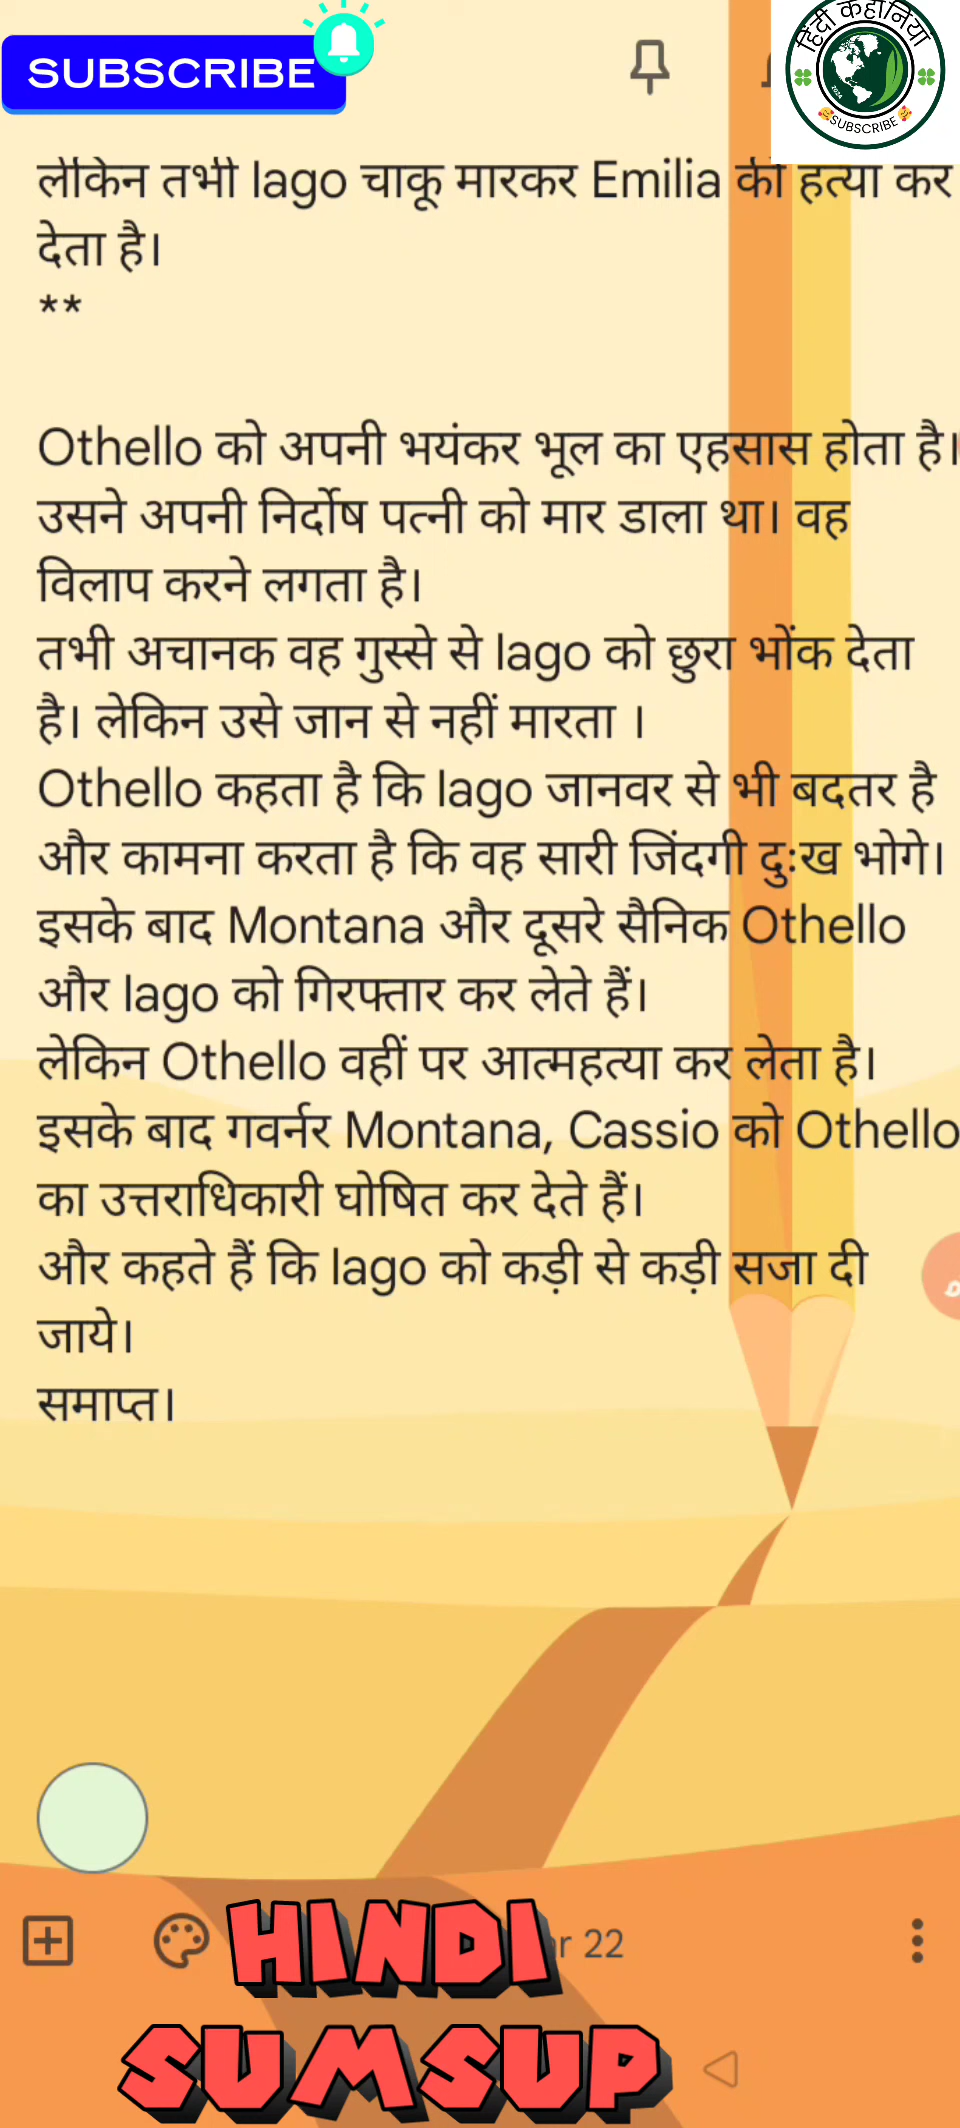 SUBSCRIBE
हिंदी कहानियां
2024
SUBSCRIBE
लेकिन तभी Iago चाकू मारकर Emilia की हत्या कर
देता है।
**
Othello को अपनी भयंकर भूल का एहसास होता है।
उसने अपनी निर्दोष पत्नी को मार डाला था। वह
विलाप करने लगता है।
तभी अचानक वह गुस्से से Iago को छुरा भोंक देता
है। लेकिन उसे जान से नहीं मारता ।
Othello कहता है कि Iago जानवर से भी बदतर है
और कामना करता है कि वह सारी जिंदगी दुःख भोगे।
इसके बाद Montana और दूसरे सैनिक Othello
और Iago को गिरफ्तार कर लेते हैं।
लेकिन Othello वहीं पर आत्महत्या कर लेता है।
इसके बाद गवर्नर Montana, Cassio को Othello
का उत्तराधिकारी घोषित कर देते हैं।
और कहते हैं कि Iago को कड़ी से कड़ी सजा दी
जाये।
समाप्त।
HINDI
22
SUMSUP